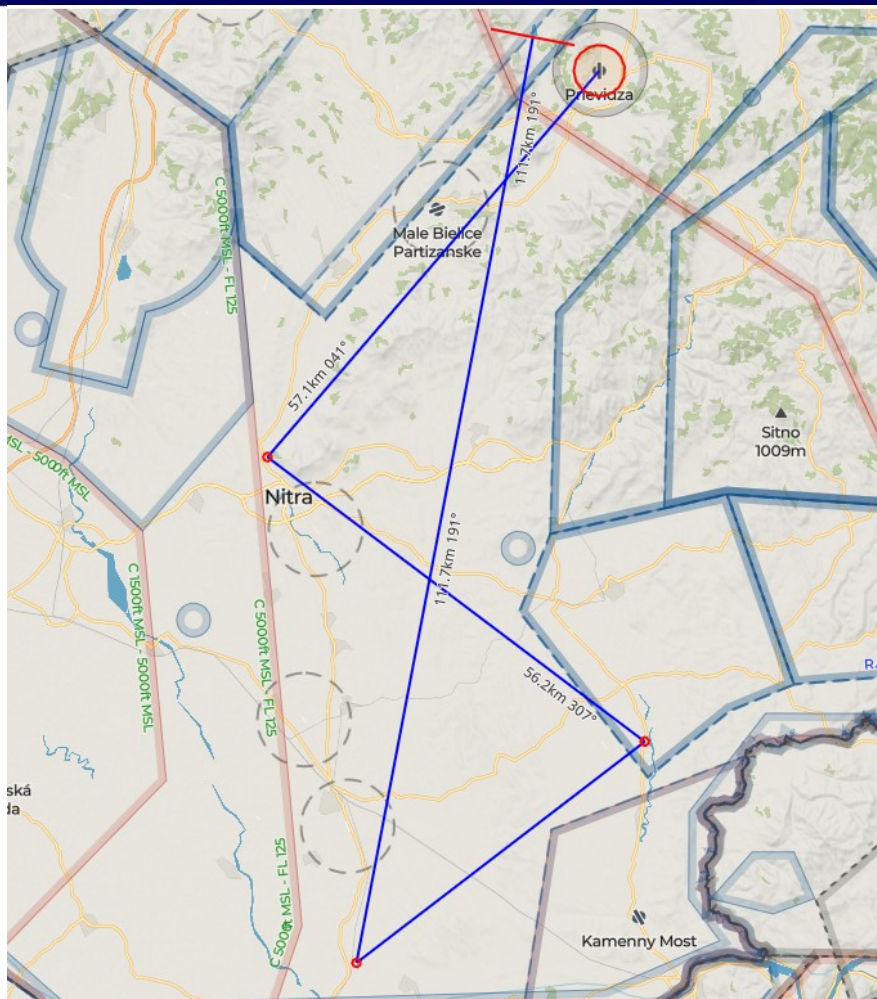 Prievidza
111.7km 191°
C 5000ft MSL - FL 125
Male Bielice
Partizanske
57.1km 041°
Sitno
1009m
MSL - 5000ft MSL
Nitra
111.7km 191°
C 1500ft MSL - 5000ft MSL
C 5000ft MSL - FL 125
56.2km 307°
ská
da
C 5000ft MSL - FL 125
Kamenny Most